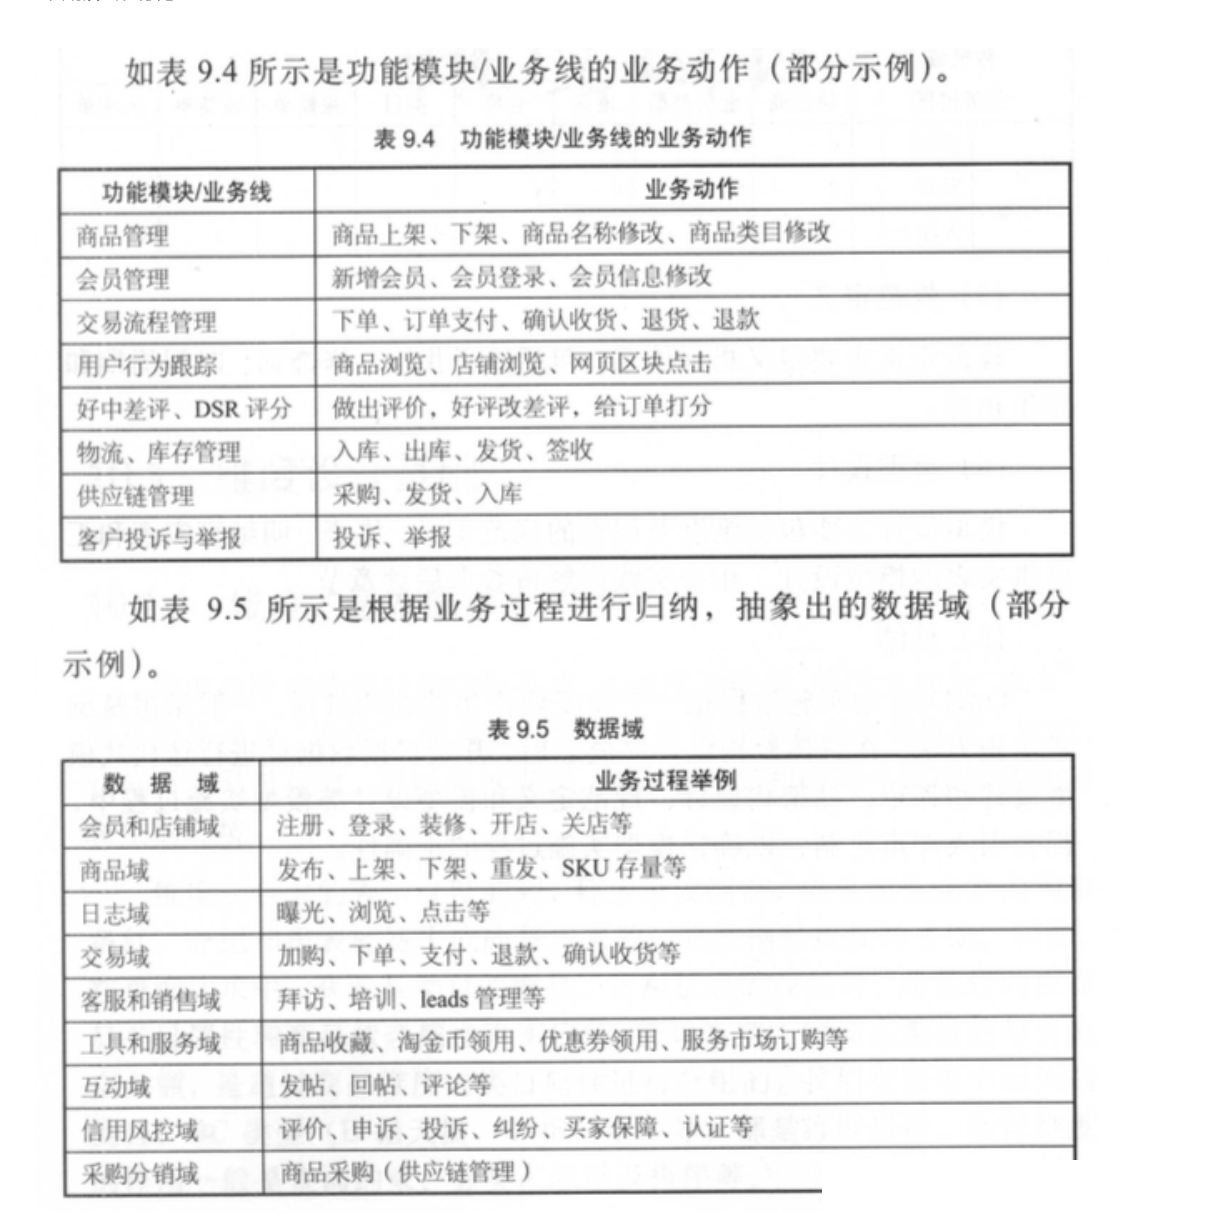 如表 9.4 所示是功能模块/业务线的业务动作（部分示例）。
表 9.4 功能模块/业务线的业务动作
功能模块/业务线 业务动作
商品管理 商品上架、下架、商品名称修改、商品类目修改
会员管理 新增会员、会员登录、会员信息修改
交易流程管理 下单、订单支付、确认收货、退货、退款
用户行为跟踪 商品浏览、店铺浏览、网页区块点击
好中差评、DSR 评分 做出评价，好评改差评，给订单打分
物流、库存管理 入库、出库、发货、签收
供应链管理 采购、发货、入库
客户投诉与举报 投诉、举报
如表 9.5 所示是根据业务过程进行归纳，抽象出的数据域（部分
示例）。
表 9.5 数据域
数 据 域 业务过程举例
会员和店铺域 注册、登录、装修、开店、关店等
商品域 发布、上架、下架、重发、SKU 存量等
日志域 曝光、浏览、点击等
交易域 加购、下单、支付、退款、确认收货等
客服和销售域 拜访、培训、leads 管理等
工具和服务域 商品收藏、淘金币领用、优惠券领用、服务市场订购等
互动域 发帖、回帖、评论等
信用风控域 评价、申诉、投诉、纠纷、买家保障、认证等
采购分销域 商品采购（供应链管理）